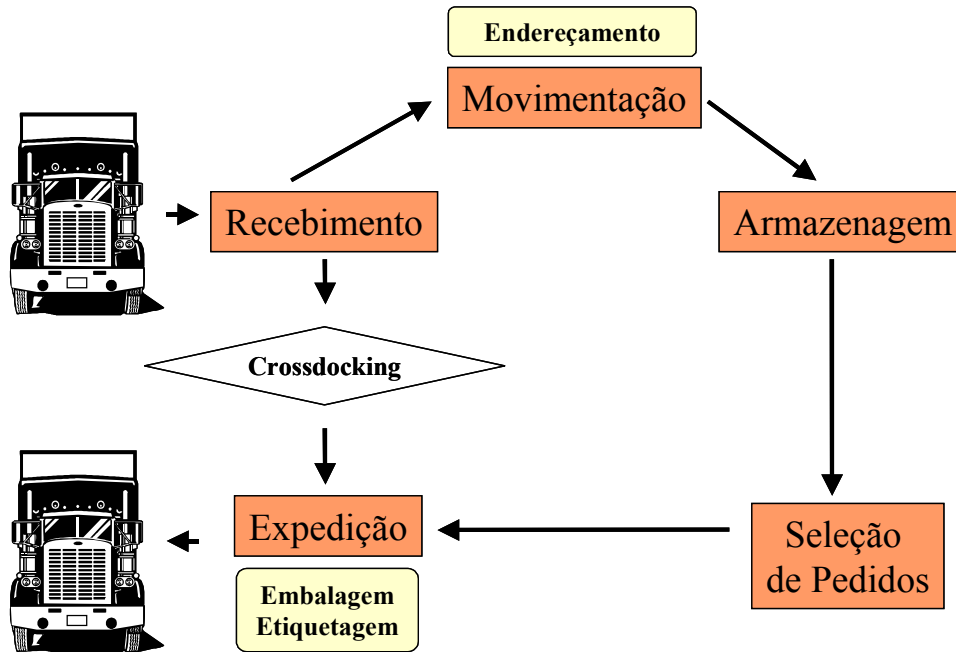 Endereçamento
Movimentação
Recebimento
Armazenagem
Crossdocking
Expedição
Seleção
de Pedidos
Embalagem
Etiquetagem